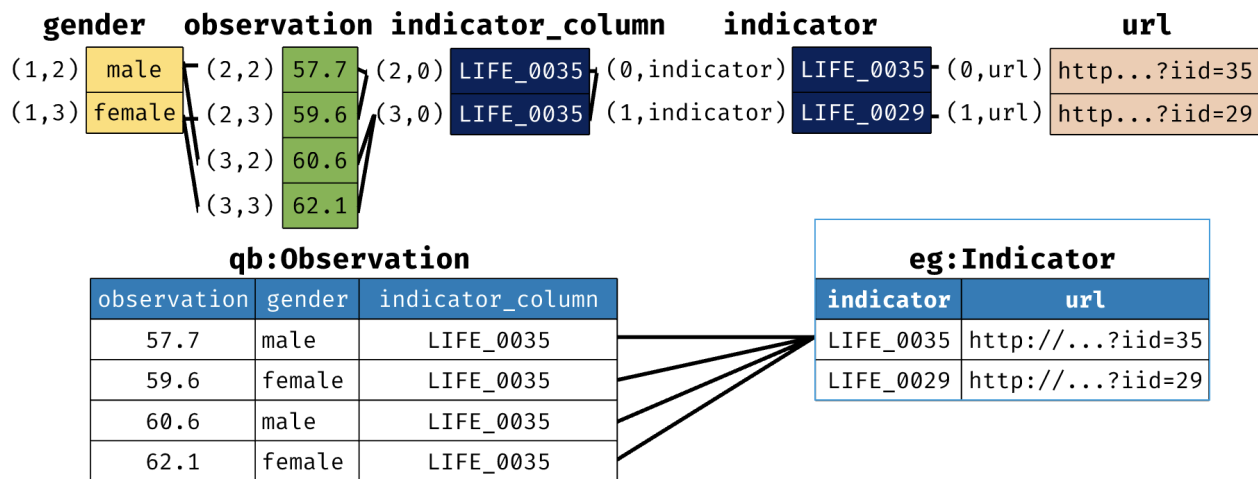 gender observation indicator_column indicator url
(1,2) male (2,2) 57.7 (2,0) LIFE_0035 (0,indicator) LIFE_0035 (0,url) http...?iid=35
(1,3) female (2,3) 59.6 (3,0) LIFE_0035 (1,indicator) LIFE_0029 (1,url) http...?iid=29
(3,2) 60.6
(3,3) 62.1
qb:Observation eg:Indicator
observation gender indicator_column indicator url
57.7 male LIFE_0035 LIFE_0035 http://...?iid=35
59.6 female LIFE_0035 LIFE_0029 http://...?iid=29
60.6 male LIFE_0035
62.1 female LIFE_0035